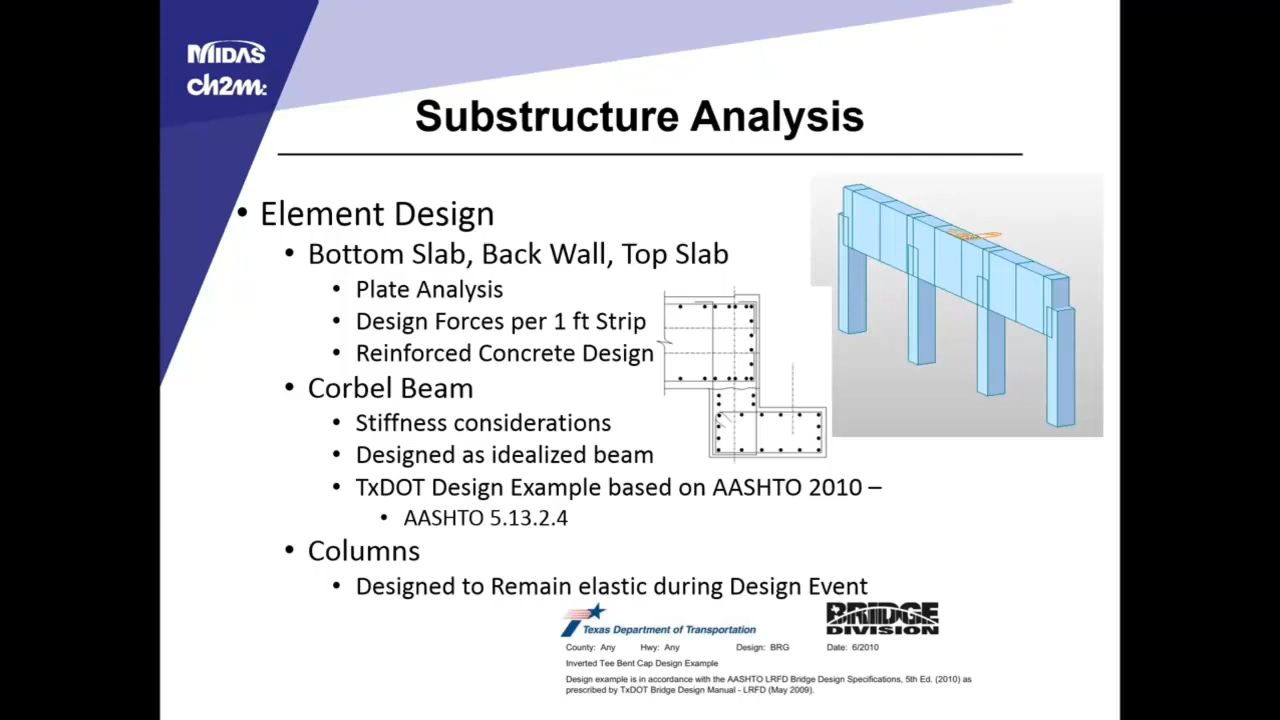 MIDAS
ch2m:
Substructure Analysis
• Element Design
• Bottom Slab, Back Wall, Top Slab
• Plate Analysis
• Design Forces per 1 ft Strip
• Reinforced Concrete Design
• Corbel Beam
• Stiffness considerations
• Designed as idealized beam
• TxDOT Design Example based on AASHTO 2010 –
• AASHTO 5.13.2.4
• Columns
• Designed to Remain elastic during Design Event
Texas Department of Transportation
BRIDGE
DIVISION
County: Any Hwy: Any Design: BRG Date: 6/2010
Inverted Tee Bent Cap Design Example
Design example is in accordance with the AASHTO LRFD Bridge Design Specifications, 5th Ed. (2010) as
prescribed by TxDOT Bridge Design Manual - LRFD (May 2009).